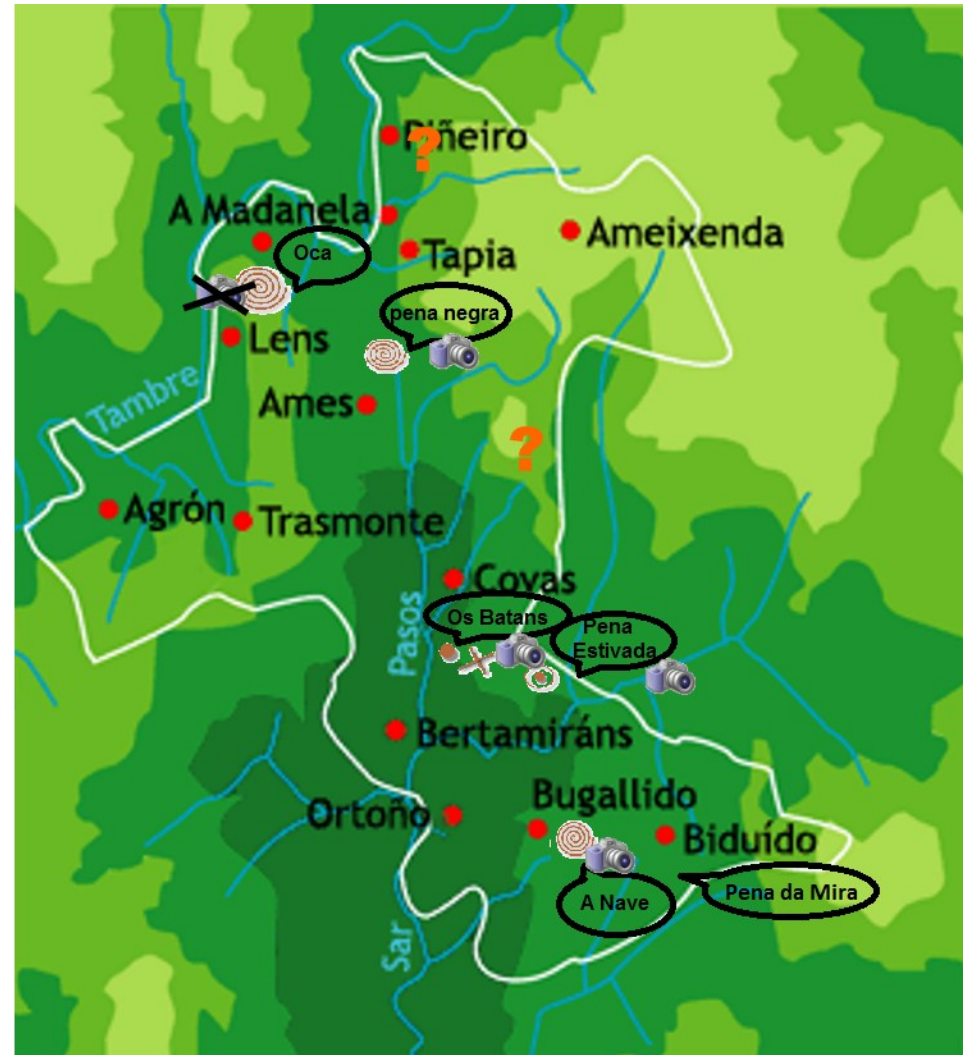 Piñeiro
?
A Madanela
Ameixenda
Tapia
Oca
pena negra
Lens
Tambre
Ames
?
Agrón
Trasmonte
Covas
Pasos
Os Batans
Pena
Estivada
Bertamiráns
Bugallido
Ortoño
Biduído
A Nave
Pena da Mira
Sar